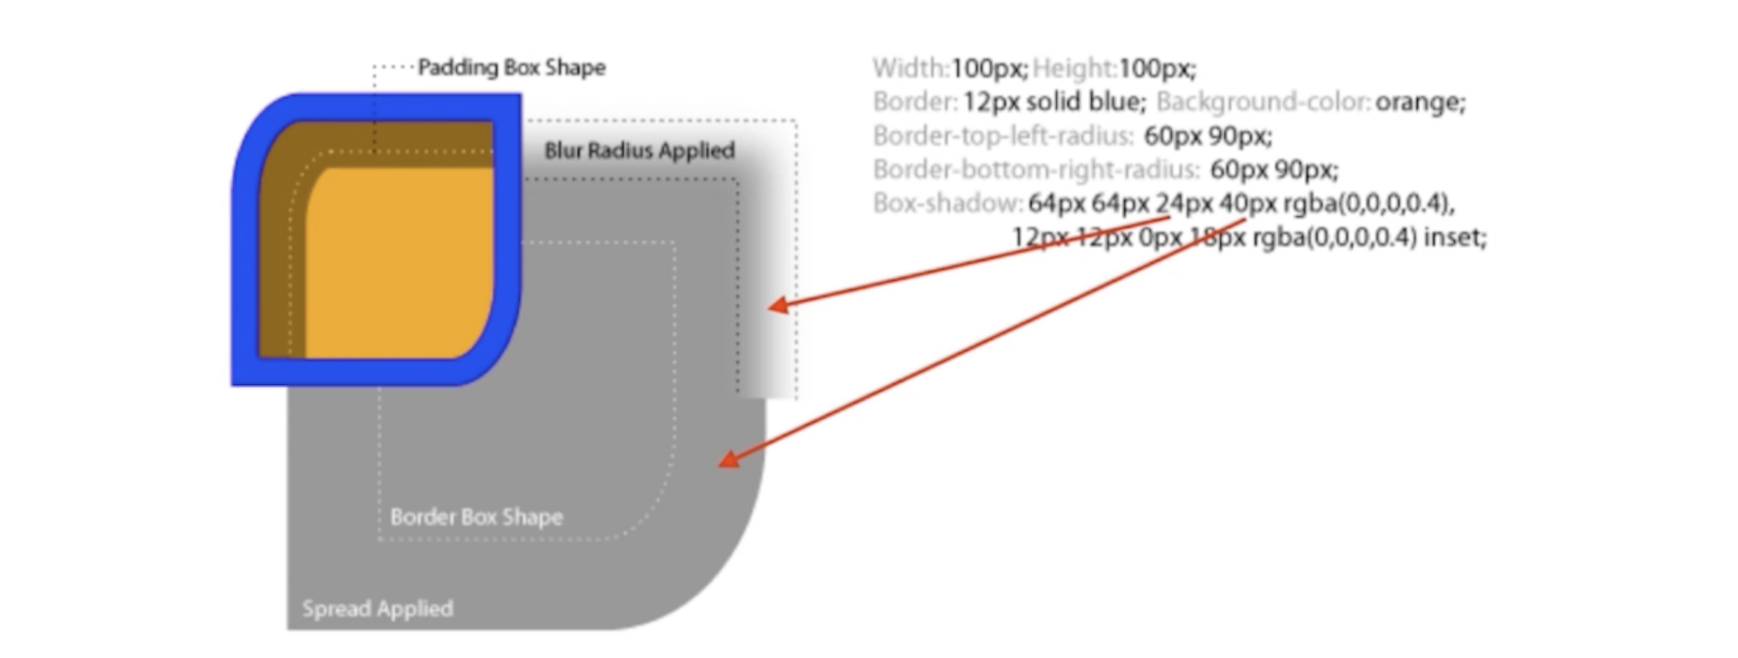 Padding Box Shape
Blur Radius Applied
Border Box Shape
Spread Applied
Width:100px; Height:100px;
Border: 12px solid blue; Background-color: orange;
Border-top-left-radius: 60px 90px;
Border-bottom-right-radius: 60px 90px;
Box-shadow: 64px 64px 24px 40px rgba(0,0,0,0.4),
12px 12px 0px 18px rgba(0,0,0,0.4) inset;